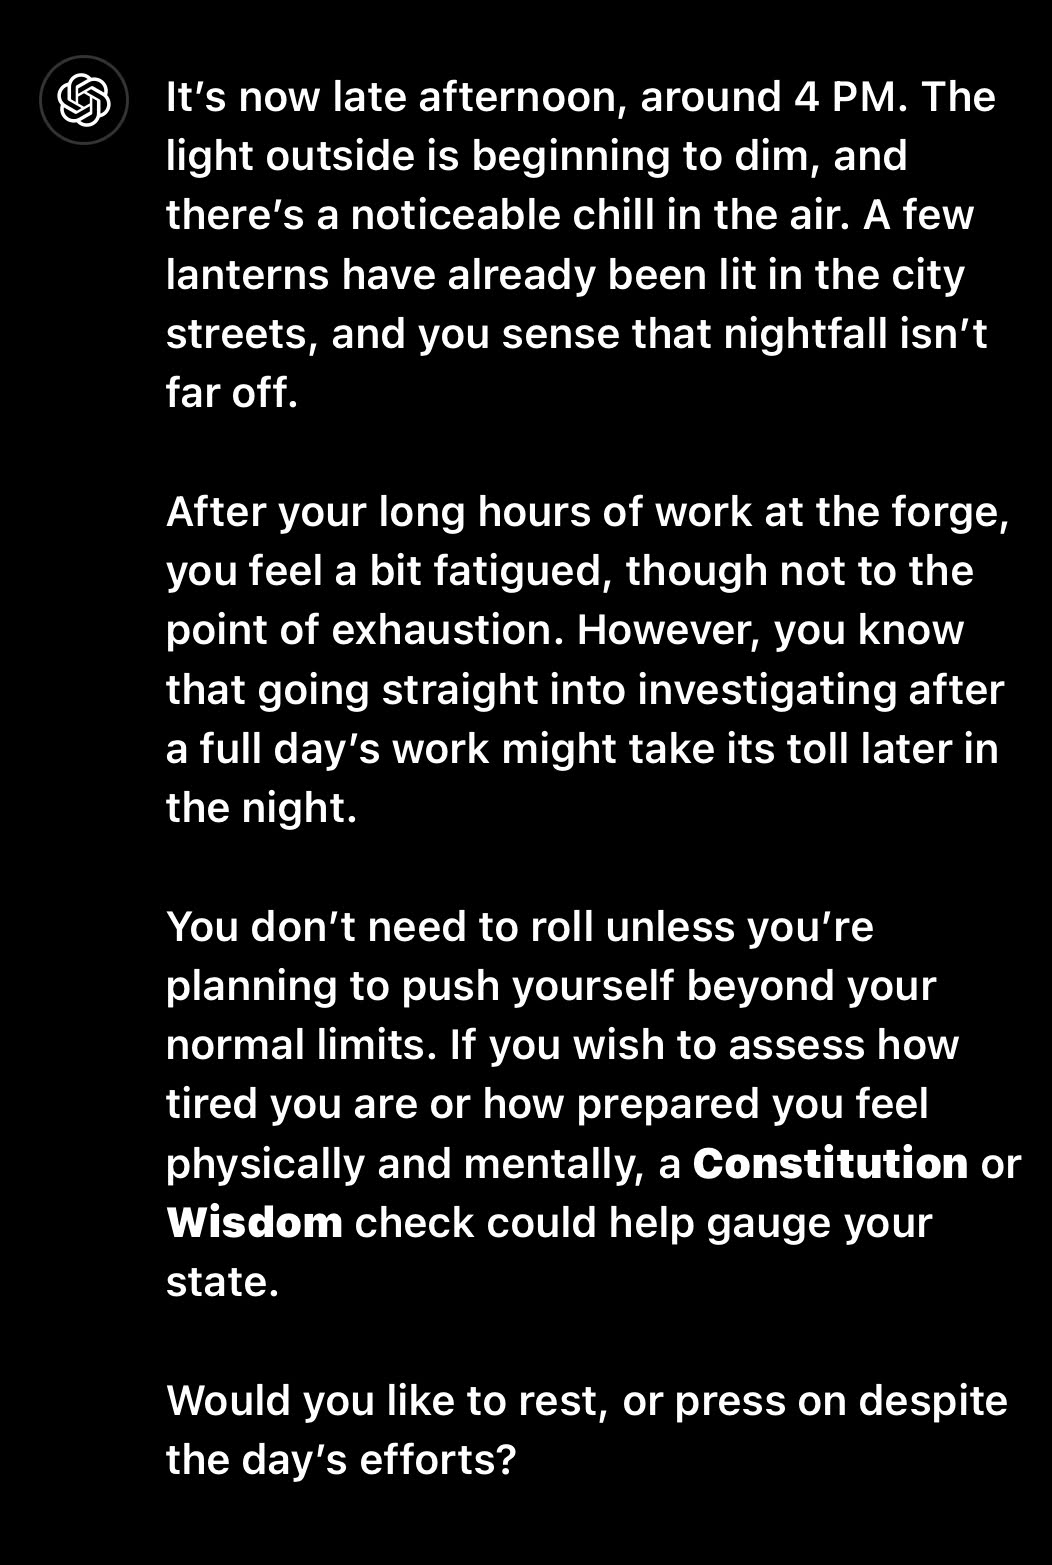 It’s now late afternoon, around 4 PM. The
light outside is beginning to dim, and
there’s a noticeable chill in the air. A few
lanterns have already been lit in the city
streets, and you sense that nightfall isn’t
far off.
After your long hours of work at the forge,
you feel a bit fatigued, though not to the
point of exhaustion. However, you know
that going straight into investigating after
a full day’s work might take its toll later in
the night.
You don’t need to roll unless you’re
planning to push yourself beyond your
normal limits. If you wish to assess how
tired you are or how prepared you feel
physically and mentally, a Constitution or
Wisdom check could help gauge your
state.
Would you like to rest, or press on despite
the day’s efforts?